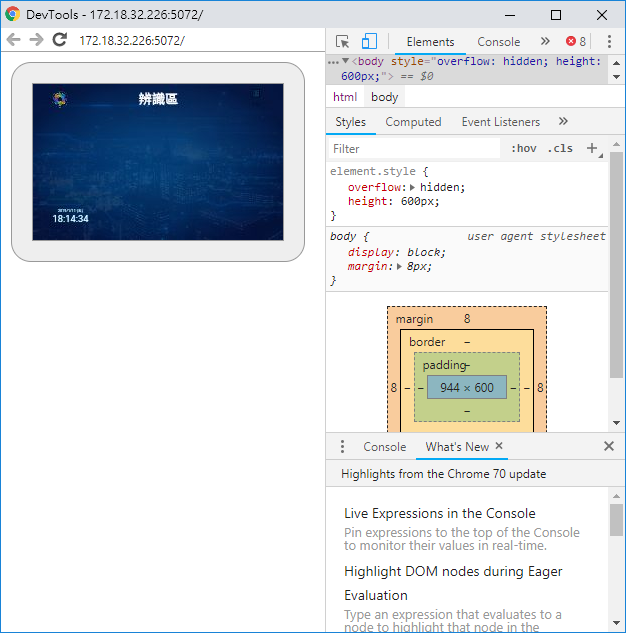 DevTools - 172.18.32.226:5072/
172.18.32.226:5072/
辨識區
18:14:34
Elements
Console
8
<body style="overflow: hidden; height:
600px;"> == $0
html body
Styles
Computed
Event Listeners
Filter
:hov .cls
element.style {
overflow: hidden;
height: 600px;
}
body {
user agent stylesheet
display: block;
margin: 8px;
}
margin 8
border –
padding –
8 – – 944 × 600 – – 8
–
Console
What's New
Highlights from the Chrome 70 update
Live Expressions in the Console
Pin expressions to the top of the Console
to monitor their values in real-time.
Highlight DOM nodes during Eager
Evaluation
Type an expression that evaluates to a
node to highlight that node in the